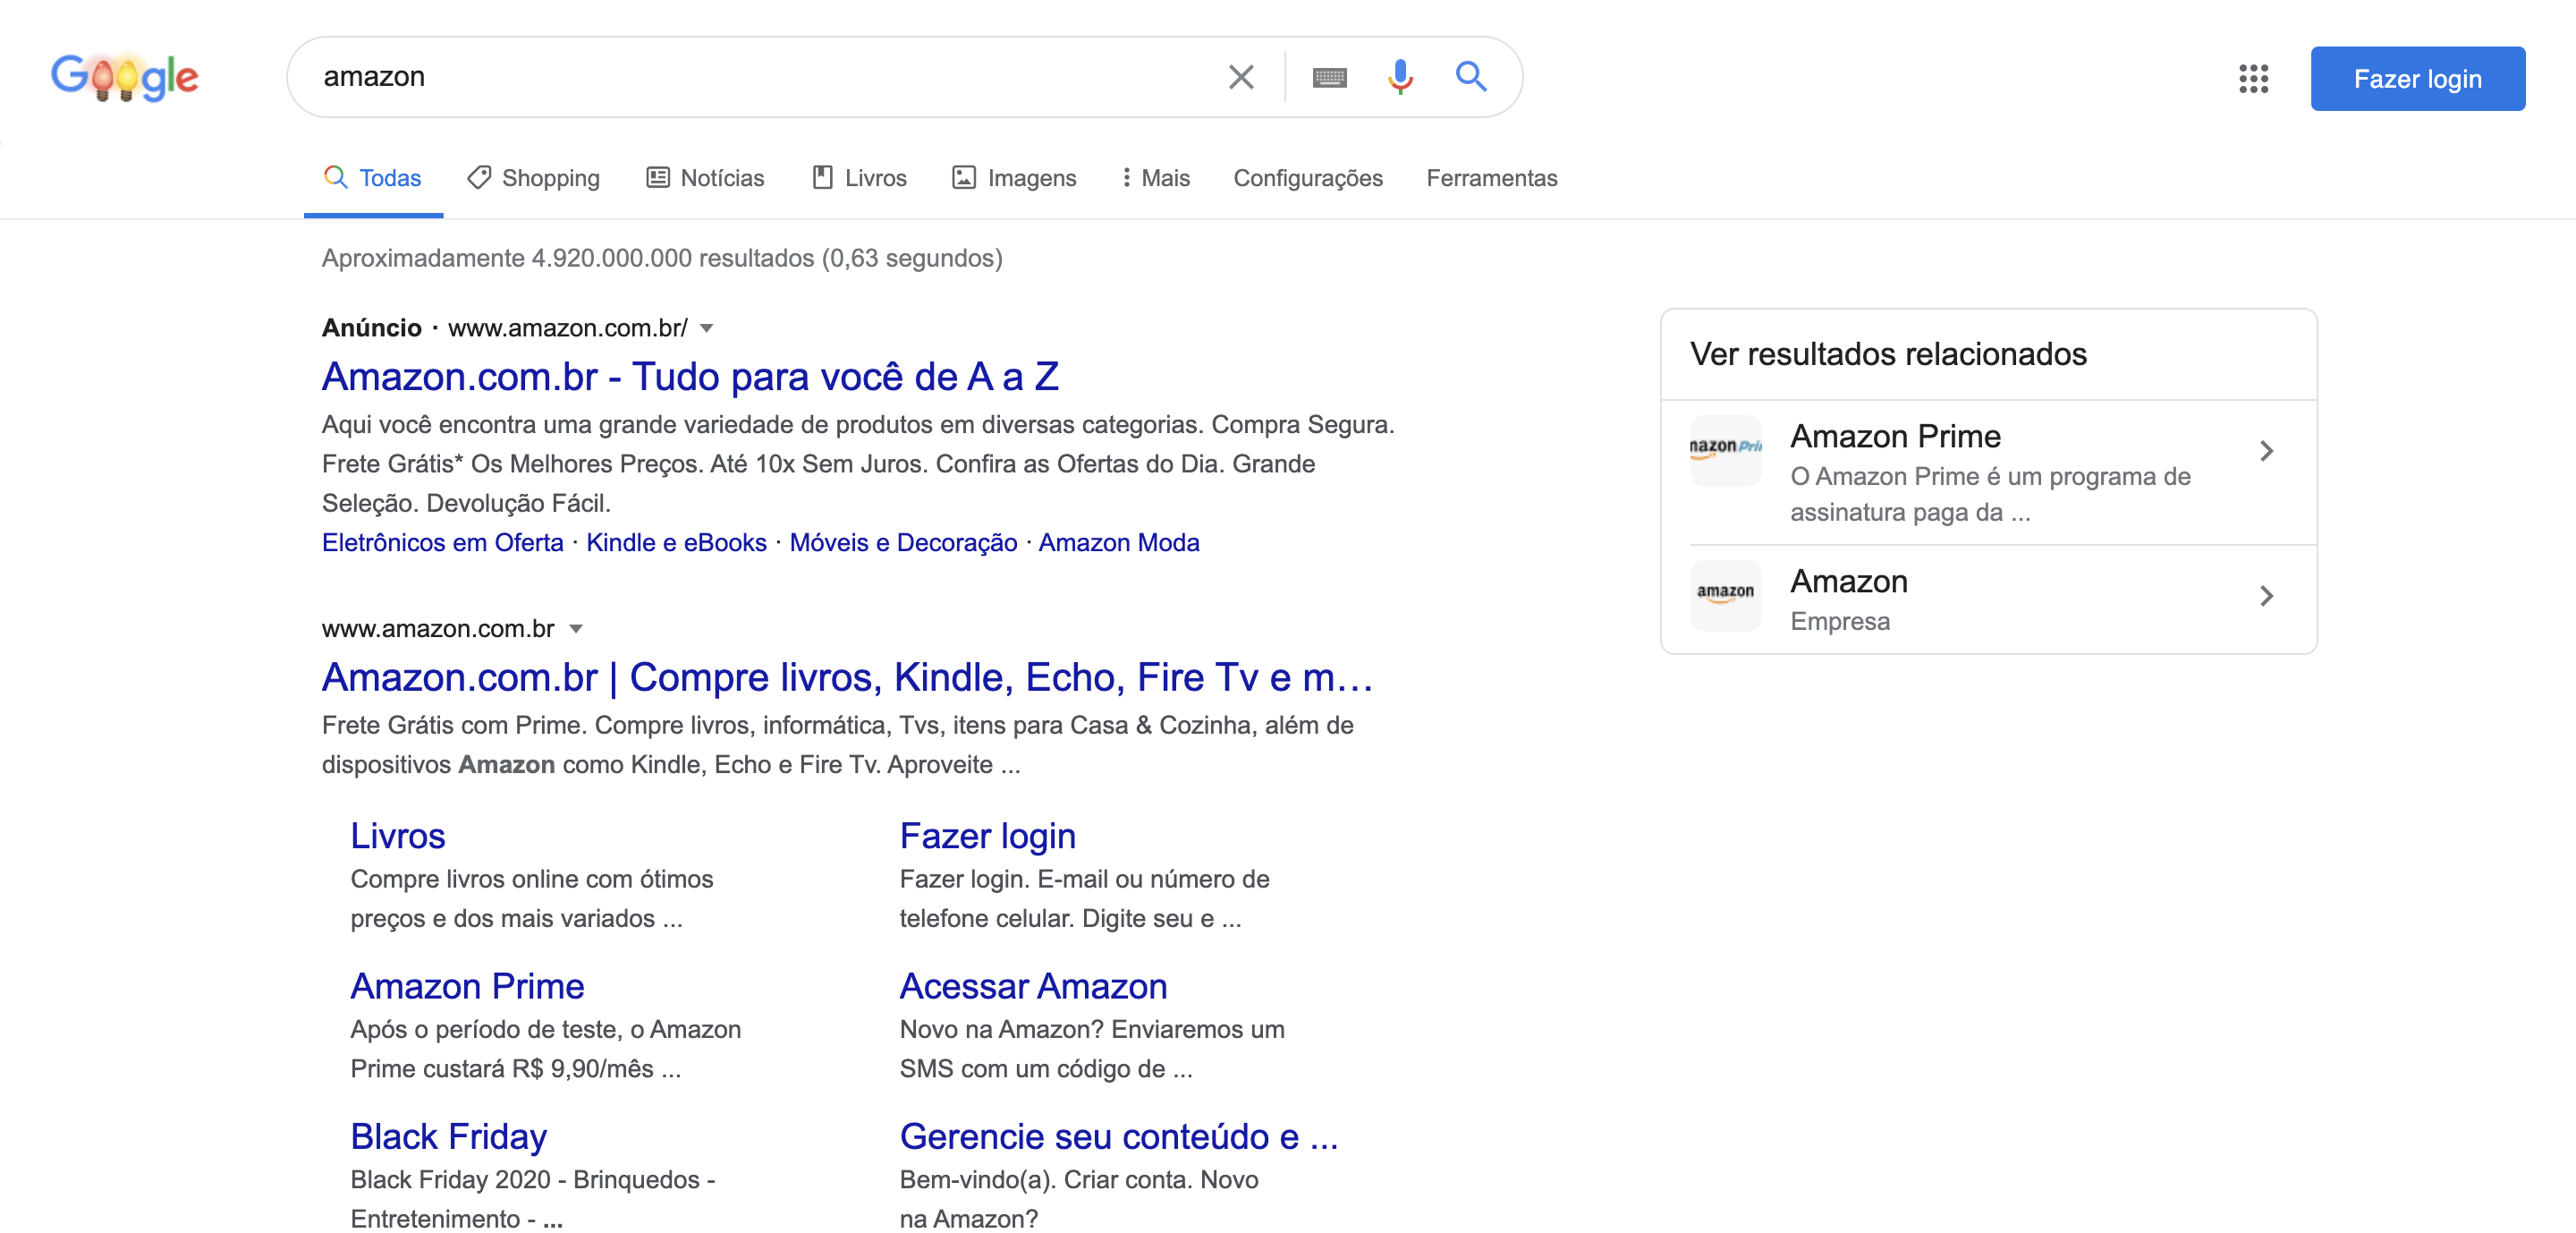 Google
amazon
Fazer login
Todas
Shopping
Notícias
Livros
Imagens
Mais
Configurações
Ferramentas
Aproximadamente 4.920.000.000 resultados (0,63 segundos)
Anúncio · www.amazon.com.br/
Amazon.com.br - Tudo para você de A a Z
Aqui você encontra uma grande variedade de produtos em diversas categorias. Compra Segura.
Frete Grátis* Os Melhores Preços. Até 10x Sem Juros. Confira as Ofertas do Dia. Grande
Seleção. Devolução Fácil.
Eletrônicos em Oferta · Kindle e eBooks · Móveis e Decoração · Amazon Moda
www.amazon.com.br
Amazon.com.br | Compre livros, Kindle, Echo, Fire Tv e m...
Frete Grátis com Prime. Compre livros, informática, Tvs, itens para Casa & Cozinha, além de
dispositivos Amazon como Kindle, Echo e Fire Tv. Aproveite ...
Livros
Compre livros online com ótimos
preços e dos mais variados ...
Fazer login
Fazer login. E-mail ou número de
telefone celular. Digite seu e ...
Amazon Prime
Após o período de teste, o Amazon
Prime custará R$ 9,90/mês ...
Acessar Amazon
Novo na Amazon? Enviaremos um
SMS com um código de ...
Black Friday
Black Friday 2020 - Brinquedos -
Entretenimento - ...
Gerencie seu conteúdo e ...
Bem-vindo(a). Criar conta. Novo
na Amazon?
Ver resultados relacionados
nazon Pri
Amazon Prime
O Amazon Prime é um programa de
assinatura paga da ...
amazon
Amazon
Empresa